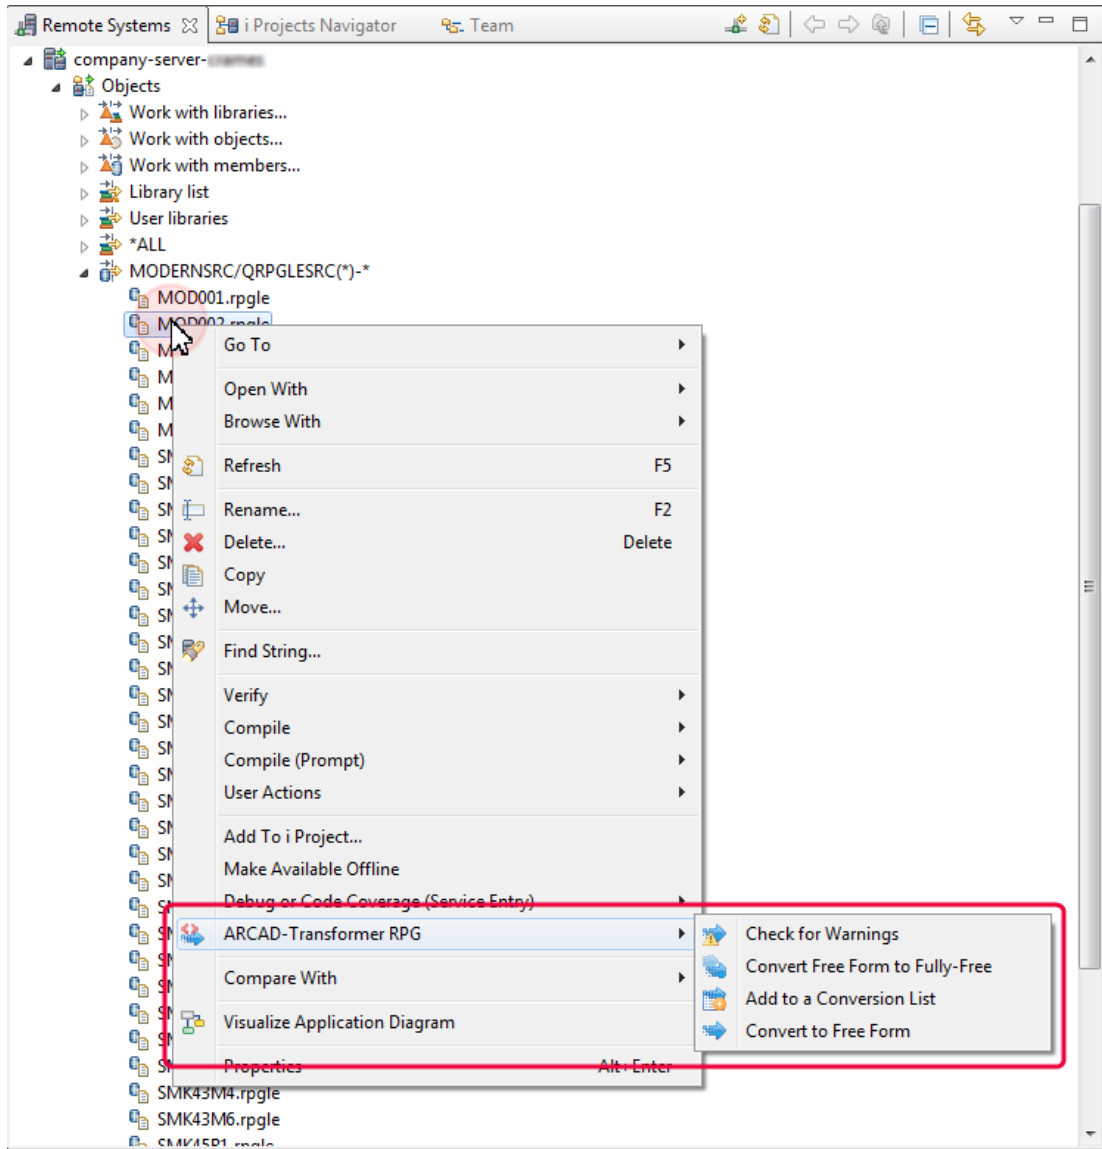 Remote Systems i Projects Navigator Team
company-server-
Objects
Work with libraries...
Work with objects...
Work with members...
Library list
User libraries
*ALL
MODERNSRC/QRPGLESRC(*)-*
MOD001.rpgle
MOD002.rpgle
Go To
Open With
Browse With
Refresh F5
Rename... F2
Delete... Delete
Copy
Move...
Find String...
Verify
Compile
Compile (Prompt)
User Actions
Add To i Project...
Make Available Offline
Debug or Code Coverage (Service Entry)
ARCAD-Transformer RPG
Compare With
Visualize Application Diagram
Properties Alt+Enter
Check for Warnings
Convert Free Form to Fully-Free
Add to a Conversion List
Convert to Free Form
SMK43M4.rpgle
SMK43M6.rpgle
SMK45P1.rpgle